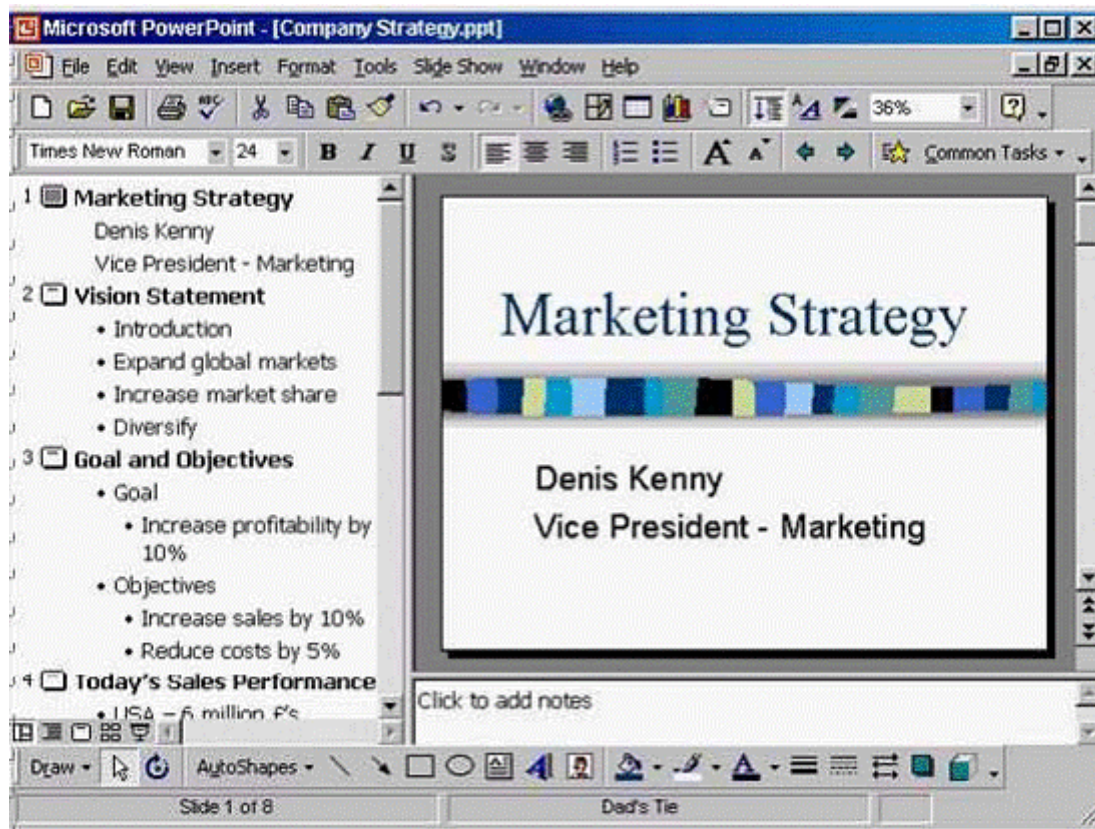 Microsoft PowerPoint - [Company Strategy.ppt]
File Edit View Insert Format Tools Slide Show Window Help
ABC A 36% ?
Times New Roman 24 B I U S A A Common Tasks
1 Marketing Strategy
Denis Kenny
Vice President - Marketing
2 Vision Statement
• Introduction
• Expand global markets
• Increase market share
• Diversify
3 Goal and Objectives
• Goal
• Increase profitability by
10%
• Objectives
• Increase sales by 10%
• Reduce costs by 5%
4 Today's Sales Performance
• USA – 6 million £'s
Marketing Strategy
Denis Kenny
Vice President - Marketing
Click to add notes
Draw AutoShapes A A
Slide 1 of 8 Dad's Tie